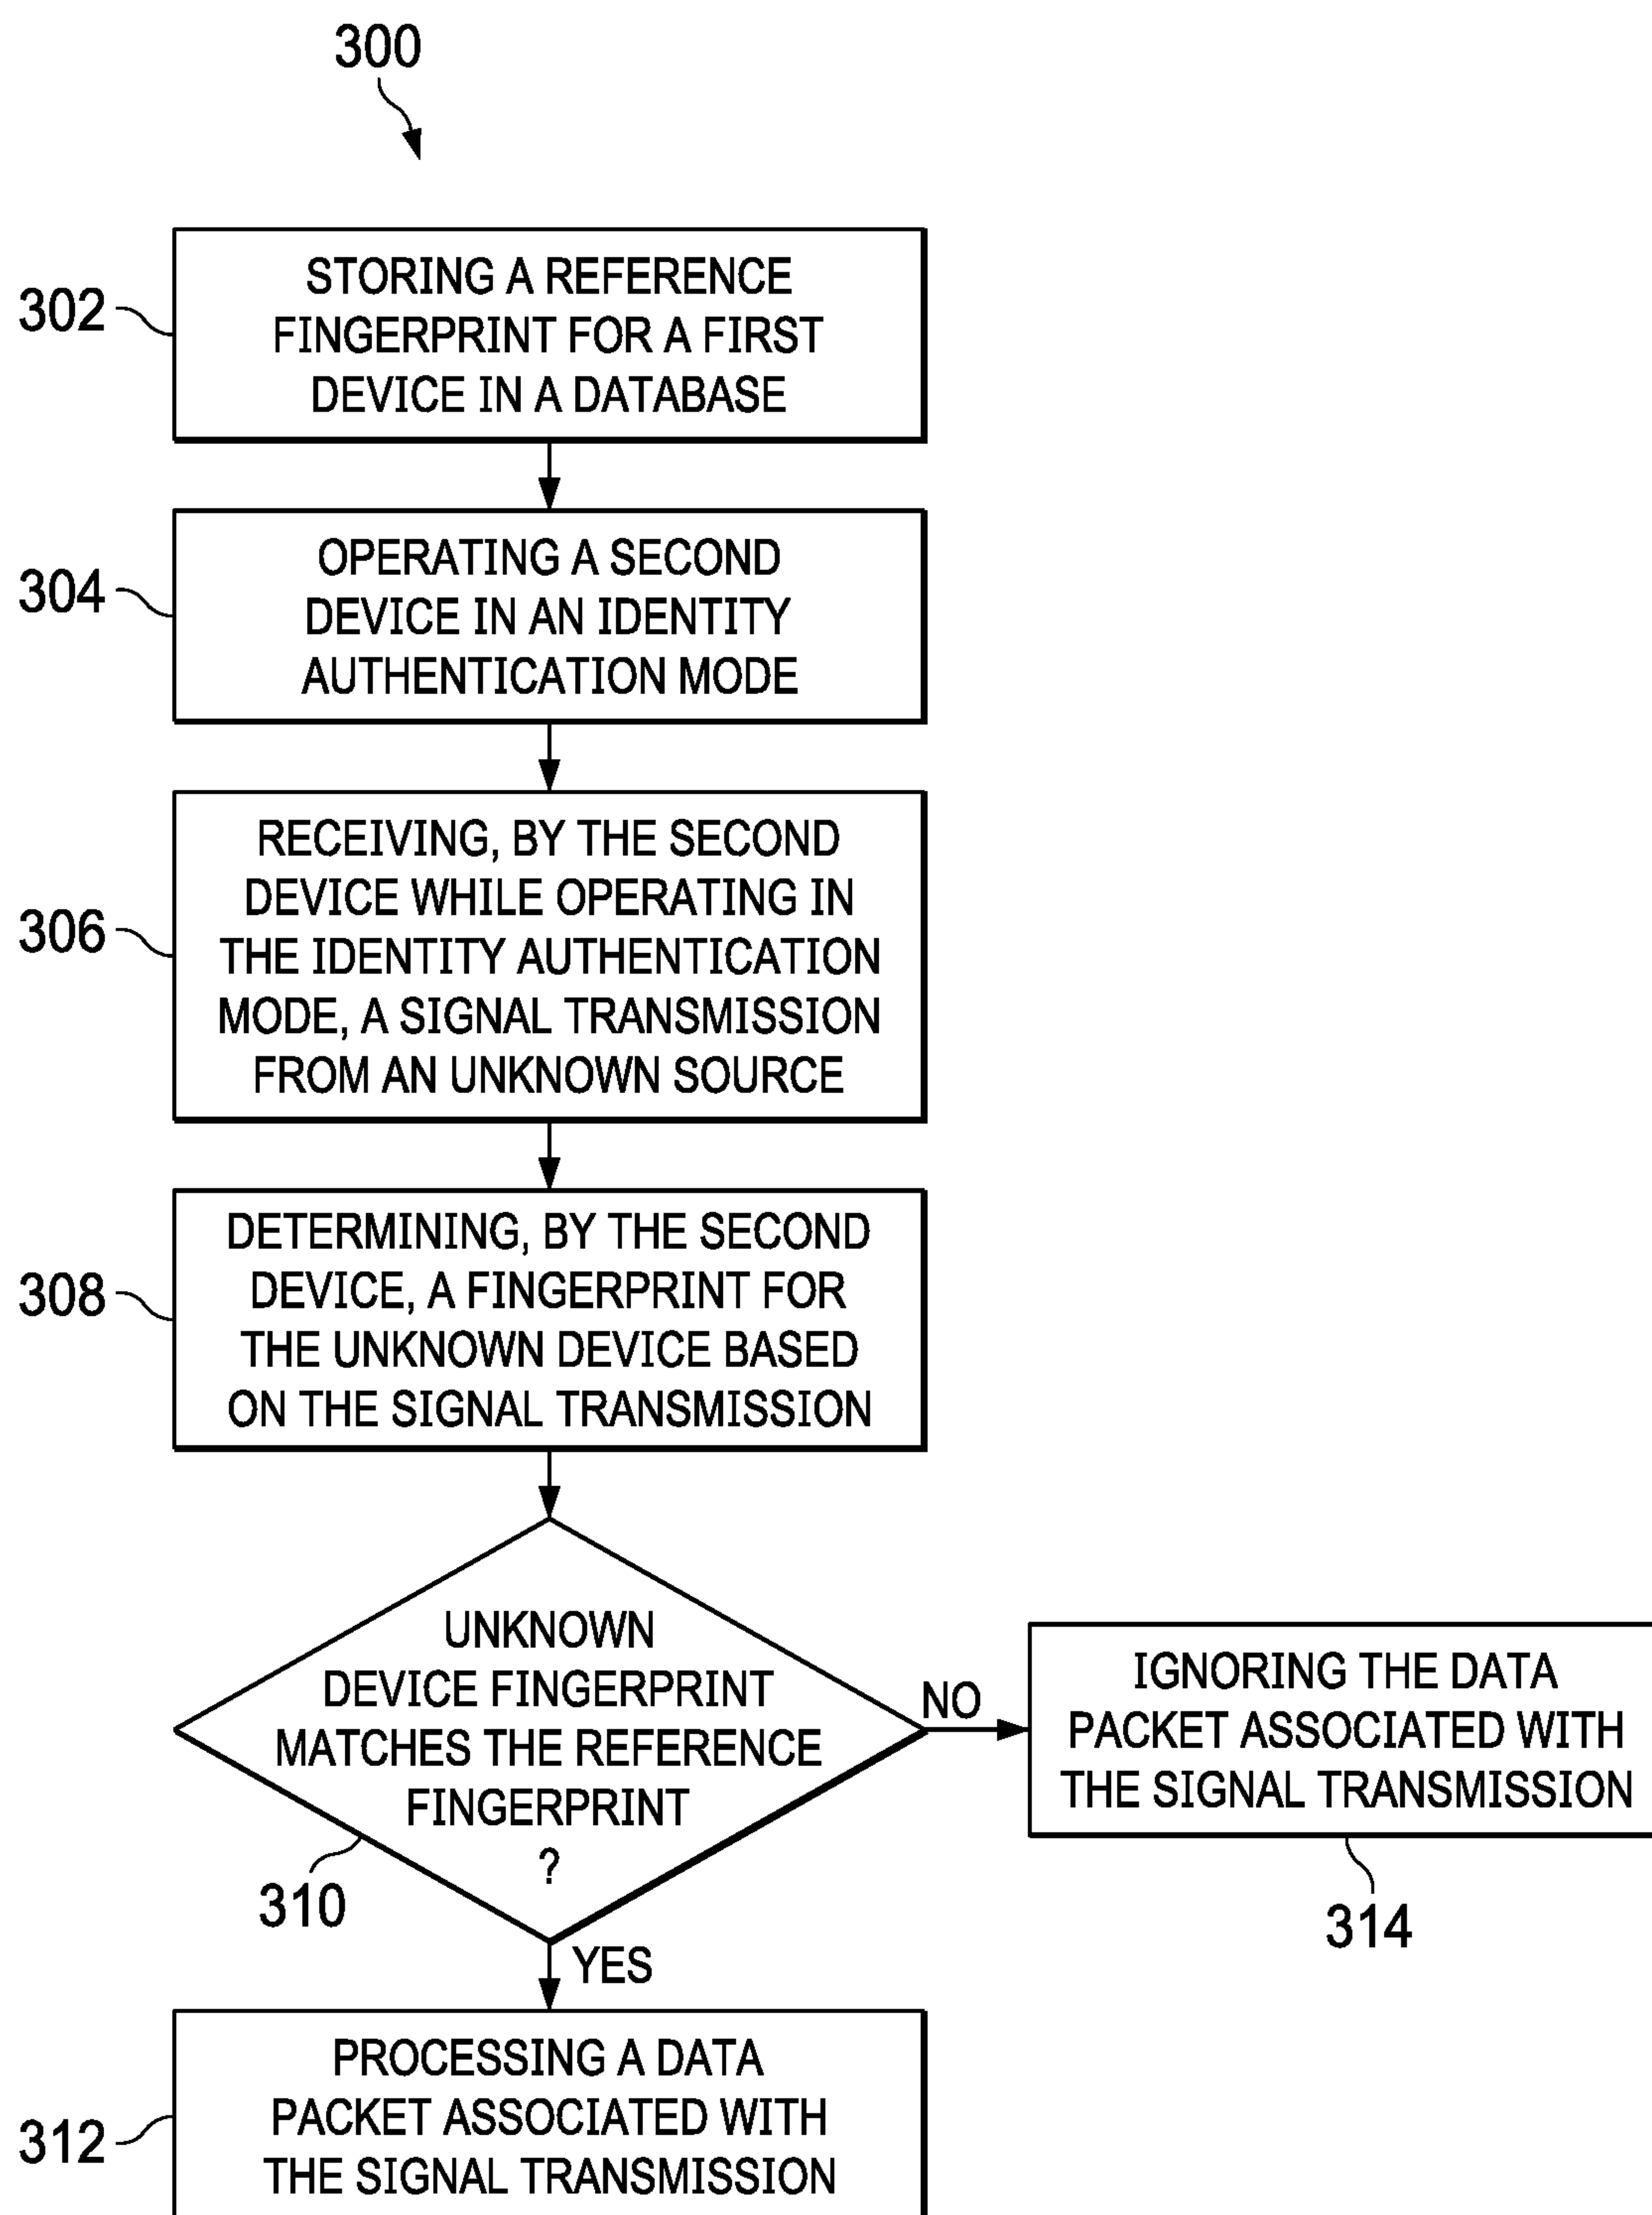 300
302
STORING A REFERENCE
FINGERPRINT FOR A FIRST
DEVICE IN A DATABASE
304
OPERATING A SECOND
DEVICE IN AN IDENTITY
AUTHENTICATION MODE
306
RECEIVING, BY THE SECOND
DEVICE WHILE OPERATING IN
THE IDENTITY AUTHENTICATION
MODE, A SIGNAL TRANSMISSION
FROM AN UNKNOWN SOURCE
308
DETERMINING, BY THE SECOND
DEVICE, A FINGERPRINT FOR
THE UNKNOWN DEVICE BASED
ON THE SIGNAL TRANSMISSION
UNKNOWN
DEVICE FINGERPRINT
MATCHES THE REFERENCE
FINGERPRINT
?
310
NO
IGNORING THE DATA
PACKET ASSOCIATED WITH
THE SIGNAL TRANSMISSION
314
YES
312
PROCESSING A DATA
PACKET ASSOCIATED WITH
THE SIGNAL TRANSMISSION